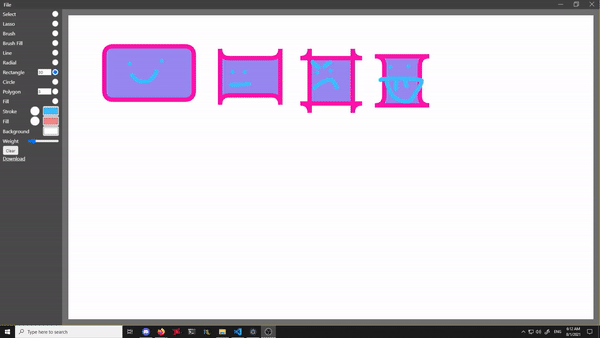 File
Select
Lasso
Brush
Brush Fill
Line
Radial
Rectangle
Circle
Polygon
Fill
Stroke
Fill
Background
Weight
Clear
Download
Type here to search
ENG
6:12 AM
8/1/2021